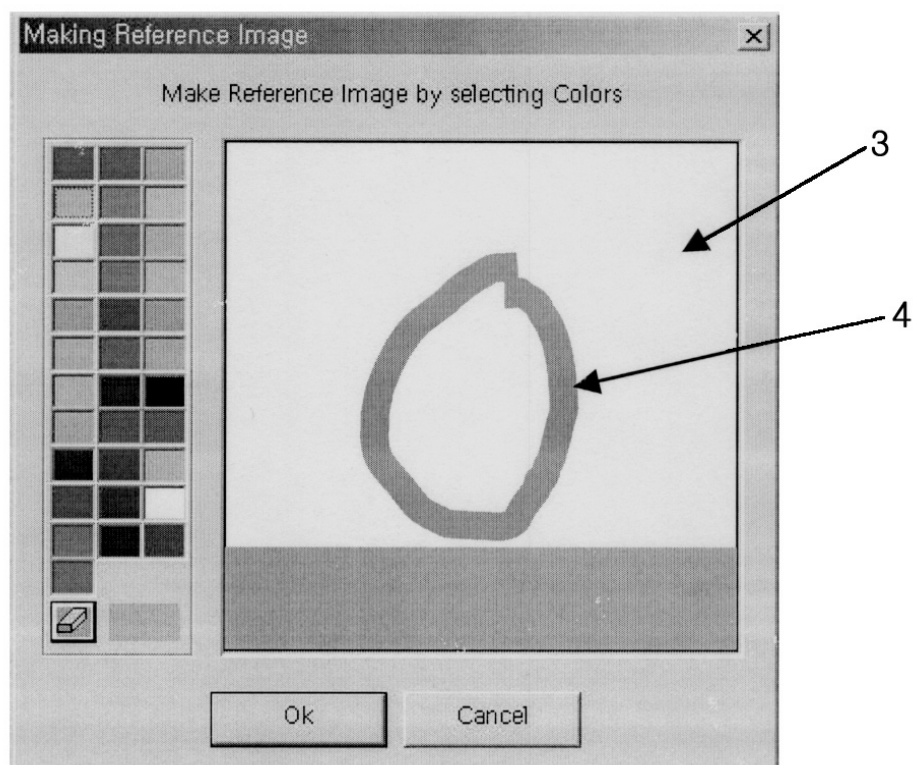 Making Reference Image
Make Reference Image by selecting Colors
3
4
Ok
Cancel